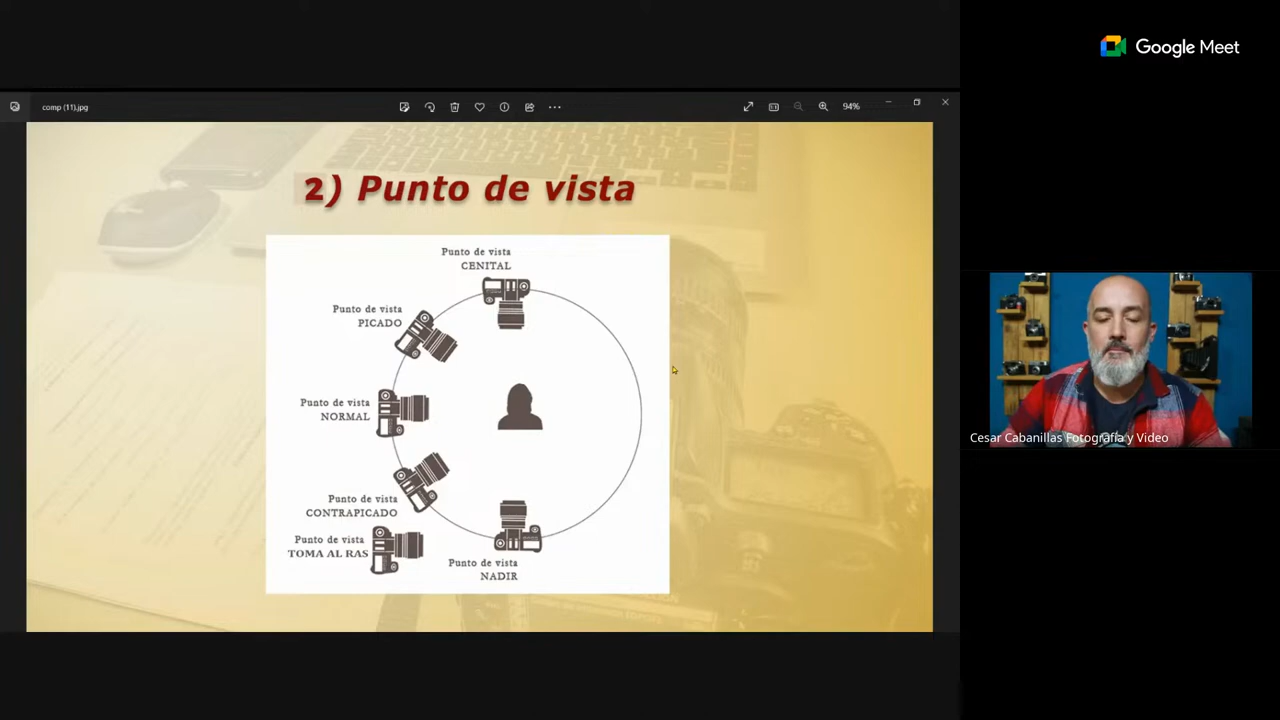 Google Meet
comp (11).jpg
94%
2) Punto de vista
Punto de vista
CENITAL
Punto de vista
PICADO
Punto de vista
NORMAL
Punto de vista
CONTRAPICADO
Punto de vista
TOMA AL RAS
Punto de vista
NADIR
Cesar Cabanillas Fotografía y Video